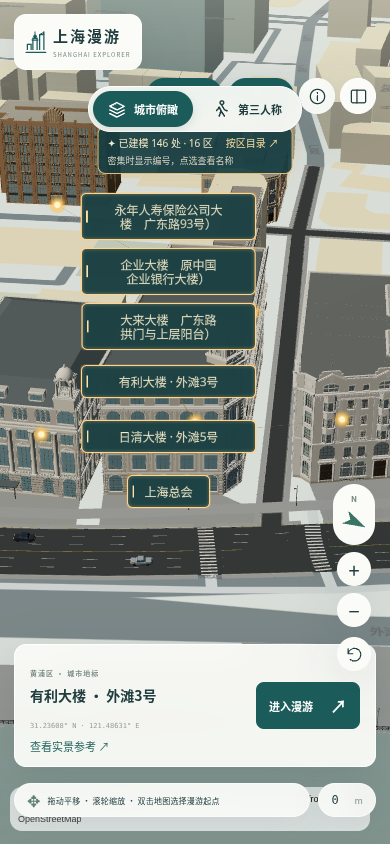 上海漫游
SHANGHAI EXPLORER
城市俯瞰
第三人称
✦ 已建模 146 处 · 16 区 按区目录 ↗
密集时显示编号，点选查看名称
永年人寿保险公司大
楼 广东路93号）
企业大楼 原中国
企业银行大楼）
大来大楼 广东路
拱门与上层阳台）
有利大楼 · 外滩3号
日清大楼 · 外滩5号
上海总会
N
+
−
黄浦区 · 城市地标
有利大楼 · 外滩3号
31.23608° N · 121.48631° E
查看实景参考 ↗
进入漫游 ↗
拖动平移 · 滚轮缩放 · 双击地图选择漫游起点
0 m
OpenStreetMap